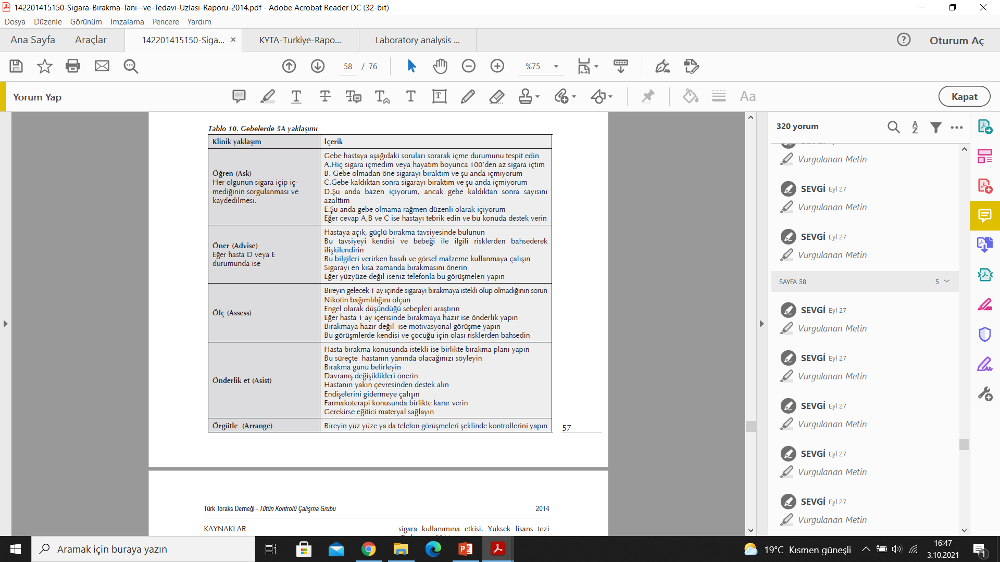 142201415150-Sigara-Birakma-Tani--ve-Tedavi-Uzlasi-Raporu-2014.pdf - Adobe Acrobat Reader DC (32-bit)
Dosya Düzenle Görünüm İmzalama Pencere Yardım
Ana Sayfa Araçlar 142201415150-Siga... × KYTA-Turkiye-Rapo... Laboratory analysis ... Oturum Aç
58 / 76 %75
Yorum Yap Kapat
Tablo 10. Gebelerde 5A yaklaşımı
Klinik yaklaşım İçerik
Öğren (Ask)
Her olgunun sigara içip iç-
mediğinin sorgulanması ve
kaydedilmesi.
Gebe hastaya aşağıdaki soruları sorarak içme durumunu tespit edin
A.Hiç sigara içmedim veya hayatım boyunca 100’den az sigara içtim
B. Gebe olmadan öne sigarayı bıraktım ve şu anda içmiyorum
C.Gebe kaldıktan sonra sigarayı bıraktım ve şu anda içmiyorum
D.Şu anda bazen içiyorum, ancak gebe kaldıktan sonra sayısını
azalttım
E.Şu anda gebe olmama rağmen düzenli olarak içiyorum
Eğer cevap A,B ve C ise hastayı tebrik edin ve bu konuda destek verin
Öner (Advise)
Eğer hasta D veya E
durumunda ise
Hastaya açık, güçlü bırakma tavsiyesinde bulunun
Bu tavsiyeyi kendisi ve bebeği ile ilgili risklerden bahsederek
ilişkilendirin
Bu bilgileri verirken basılı ve görsel malzeme kullanmaya çalışın
Sigarayı en kısa zamanda bırakmasını önerin
Eğer yüzyüze değil iseniz telefonla bu görüşmeleri yapın
Ölç (Assess)
Bireyin gelecek 1 ay içinde sigarayı bırakmaya istekli olup olmadığının sorun
Nikotin bağımlılığını ölçün
Engel olarak düşündüğü sebepleri araştırın
Eğer hasta 1 ay içerisinde bırakmaya hazır ise önderlik yapın
Bırakmaya hazır değil ise motivasyonal görüşme yapın
Bu görüşmlerde kendisi ve çocuğu için olası risklerden bahsedin
Önderlik et (Asist)
Hasta bırakma konusunda istekli ise birlikte bırakma planı yapın
Bu süreçte hastanın yanında olacağınızı söyleyin
Bırakma günü belirleyin
Davranış değişiklikleri önerin
Hastanın yakın çevresinden destek alın
Endişelerini gidermeye çalışın
Farmakoterapi konusunda birlikte karar verin
Gerekirse eğitici materyal sağlayın
Örgütle (Arrange) Bireyin yüz yüze ya da telefon görüşmeleri şeklinde kontrollerini yapın
57
Türk Toraks Derneği - Tütün Kontrolü Çalışma Grubu 2014
KAYNAKLAR sigara kullanımına etkisi. Yüksek lisans tezi
320 yorum
Vurgulanan Metin
SEVGİ Eyl 27
Vurgulanan Metin
SEVGİ Eyl 27
Vurgulanan Metin
SAYFA 58 5
SEVGİ Eyl 27
Vurgulanan Metin
SEVGİ Eyl 27
Vurgulanan Metin
SEVGİ Eyl 27
Vurgulanan Metin
SEVGİ Eyl 27
Vurgulanan Metin
SEVGİ Eyl 27
Vurgulanan Metin
Aramak için buraya yazın
19°C Kısmen güneşli
16:47
3.10.2021
1